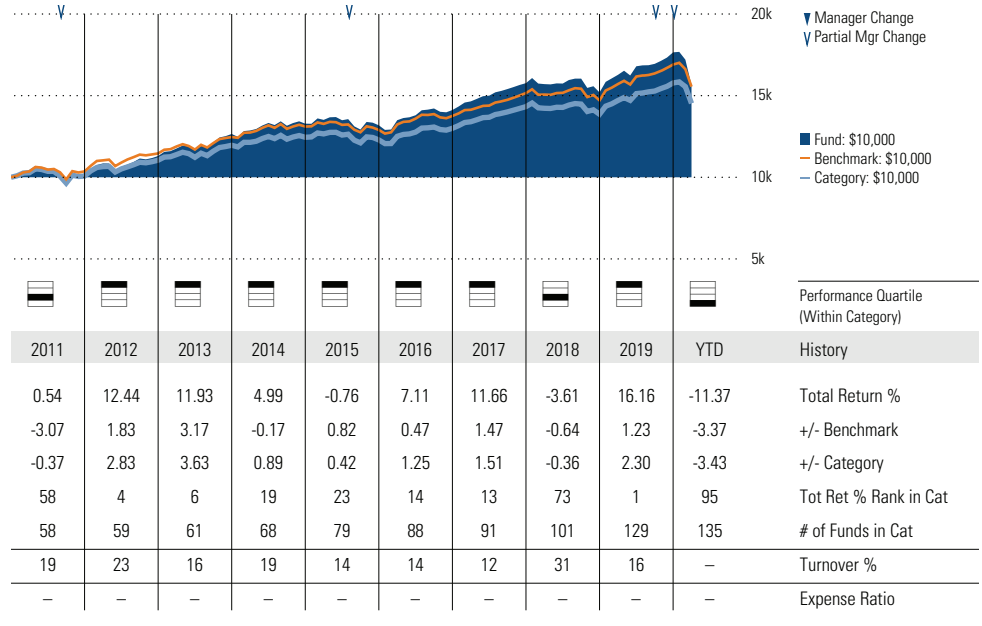 20k
▼ Manager Change
∨ Partial Mgr Change
15k
Fund: $10,000
Benchmark: $10,000
10k
Category: $10,000
5k
Performance Quartile
(Within Category)
2011 2012 2013 2014 2015 2016 2017 2018 2019 YTD History
0.54 12.44 11.93 4.99 -0.76 7.11 11.66 -3.61 16.16 -11.37 Total Return %
-3.07 1.83 3.17 -0.17 0.82 0.47 1.47 -0.64 1.23 -3.37 +/- Benchmark
-0.37 2.83 3.63 0.89 0.42 1.25 1.51 -0.36 2.30 -3.43 +/- Category
58 4 6 19 23 14 13 73 1 95 Tot Ret % Rank in Cat
58 59 61 68 79 88 91 101 129 135 # of Funds in Cat
19 23 16 19 14 14 12 31 16 – Turnover %
– – – – – – – – – – Expense Ratio